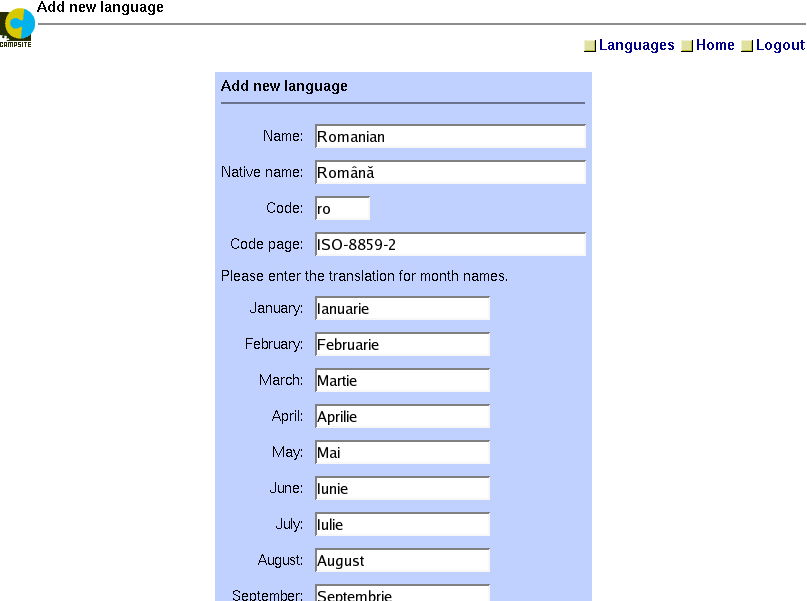 Add new language
CAMPSITE
Languages Home Logout
Add new language
Name: Romanian
Native name: Română
Code: ro
Code page: ISO-8859-2
Please enter the translation for month names.
January: Ianuarie
February: Februarie
March: Martie
April: Aprilie
May: Mai
June: Iunie
July: Iulie
August: August
September: Septembrie